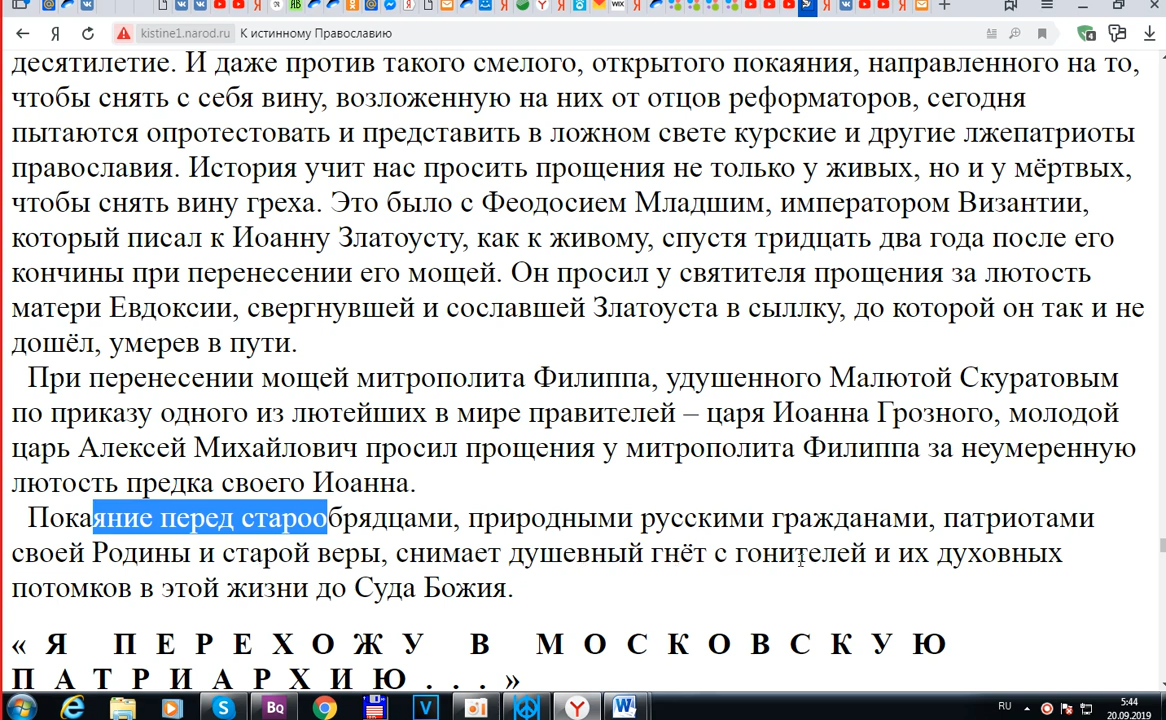 kistine1.narod.ru К истинному Православию
десятилетие. И даже против такого смелого, открытого покаяния, направленного на то,
чтобы снять с себя вину, возложенную на них от отцов реформаторов, сегодня
пытаются опротестовать и представить в ложном свете курские и другие лжепатриоты
православия. История учит нас просить прощения не только у живых, но и у мёртвых,
чтобы снять вину греха. Это было с Феодосием Младшим, императором Византии,
который писал к Иоанну Златоусту, как к живому, спустя тридцать два года после его
кончины при перенесении его мощей. Он просил у святителя прощения за лютость
матери Евдоксии, свергнувшей и сославшей Златоуста в сыллку, до которой он так и не
дошёл, умерев в пути.
При перенесении мощей митрополита Филиппа, удушенного Малютой Скуратовым
по приказу одного из лютейших в мире правителей – царя Иоанна Грозного, молодой
царь Алексей Михайлович просил прощения у митрополита Филиппа за неумеренную
лютость предка своего Иоанна.
Покаяние перед старообрядцами, природными русскими гражданами, патриотами
своей Родины и старой веры, снимает душевный гнёт с гонителей и их духовных
потомков в этой жизни до Суда Божия.
« Я П Е Р Е Х О Ж У В М О С К О В С К У Ю
П А Т Р И А Р Х И Ю . . . »
RU
5:44
20.09.2019